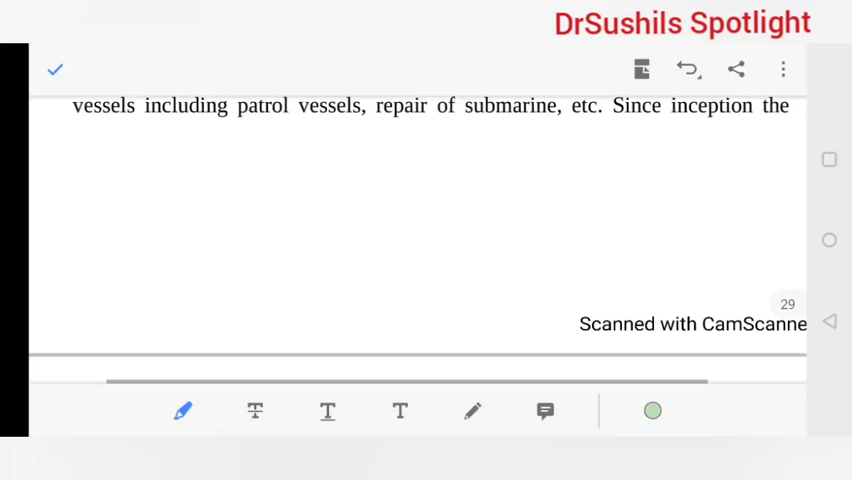 DrSushils Spotlight
vessels including patrol vessels, repair of submarine, etc. Since inception the
29
Scanned with CamScanne